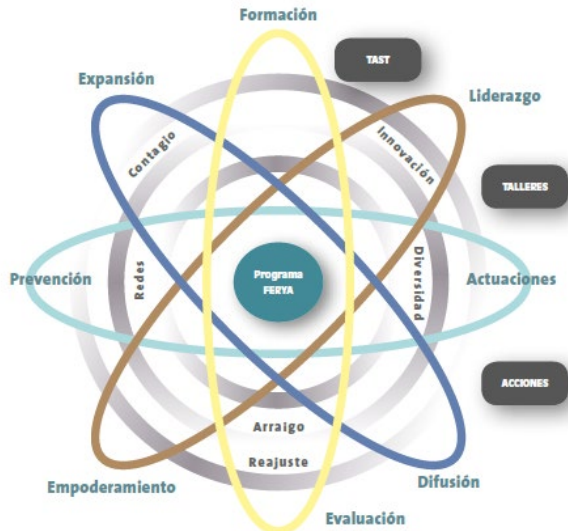 Formación
TAST
Expansión
Liderazgo
Contagio
Innovación
TALLERES
Prevención
Redes
Programa
FERYA
Diversidad
Actuaciones
ACCIONES
Arraigo
Reajuste
Empoderamiento
Difusión
Evaluación